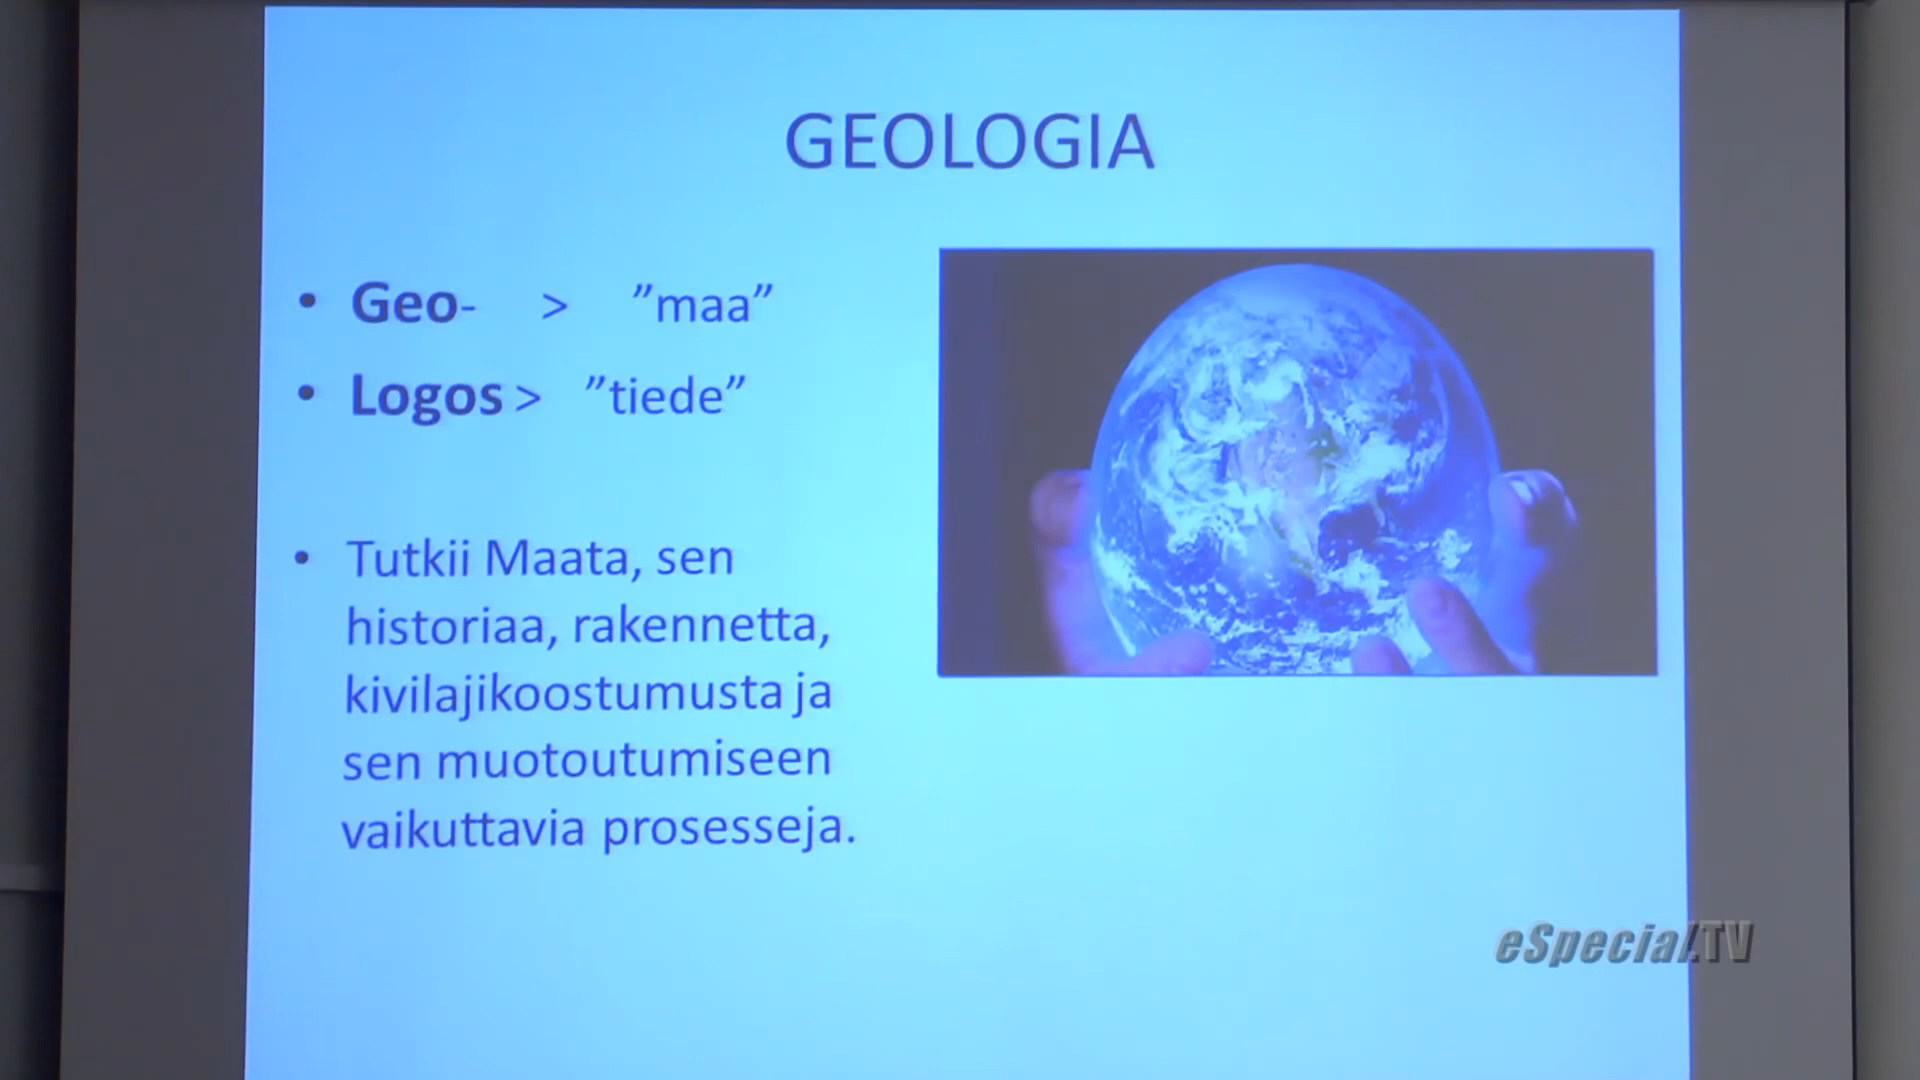 GEOLOGIA
• Geo- > ”maa”
• Logos > ”tiede”
• Tutkii Maata, sen
historiaa, rakennetta,
kivilajikoostumusta ja
sen muotoutumiseen
vaikuttavia prosesseja.
eSpecial.TV